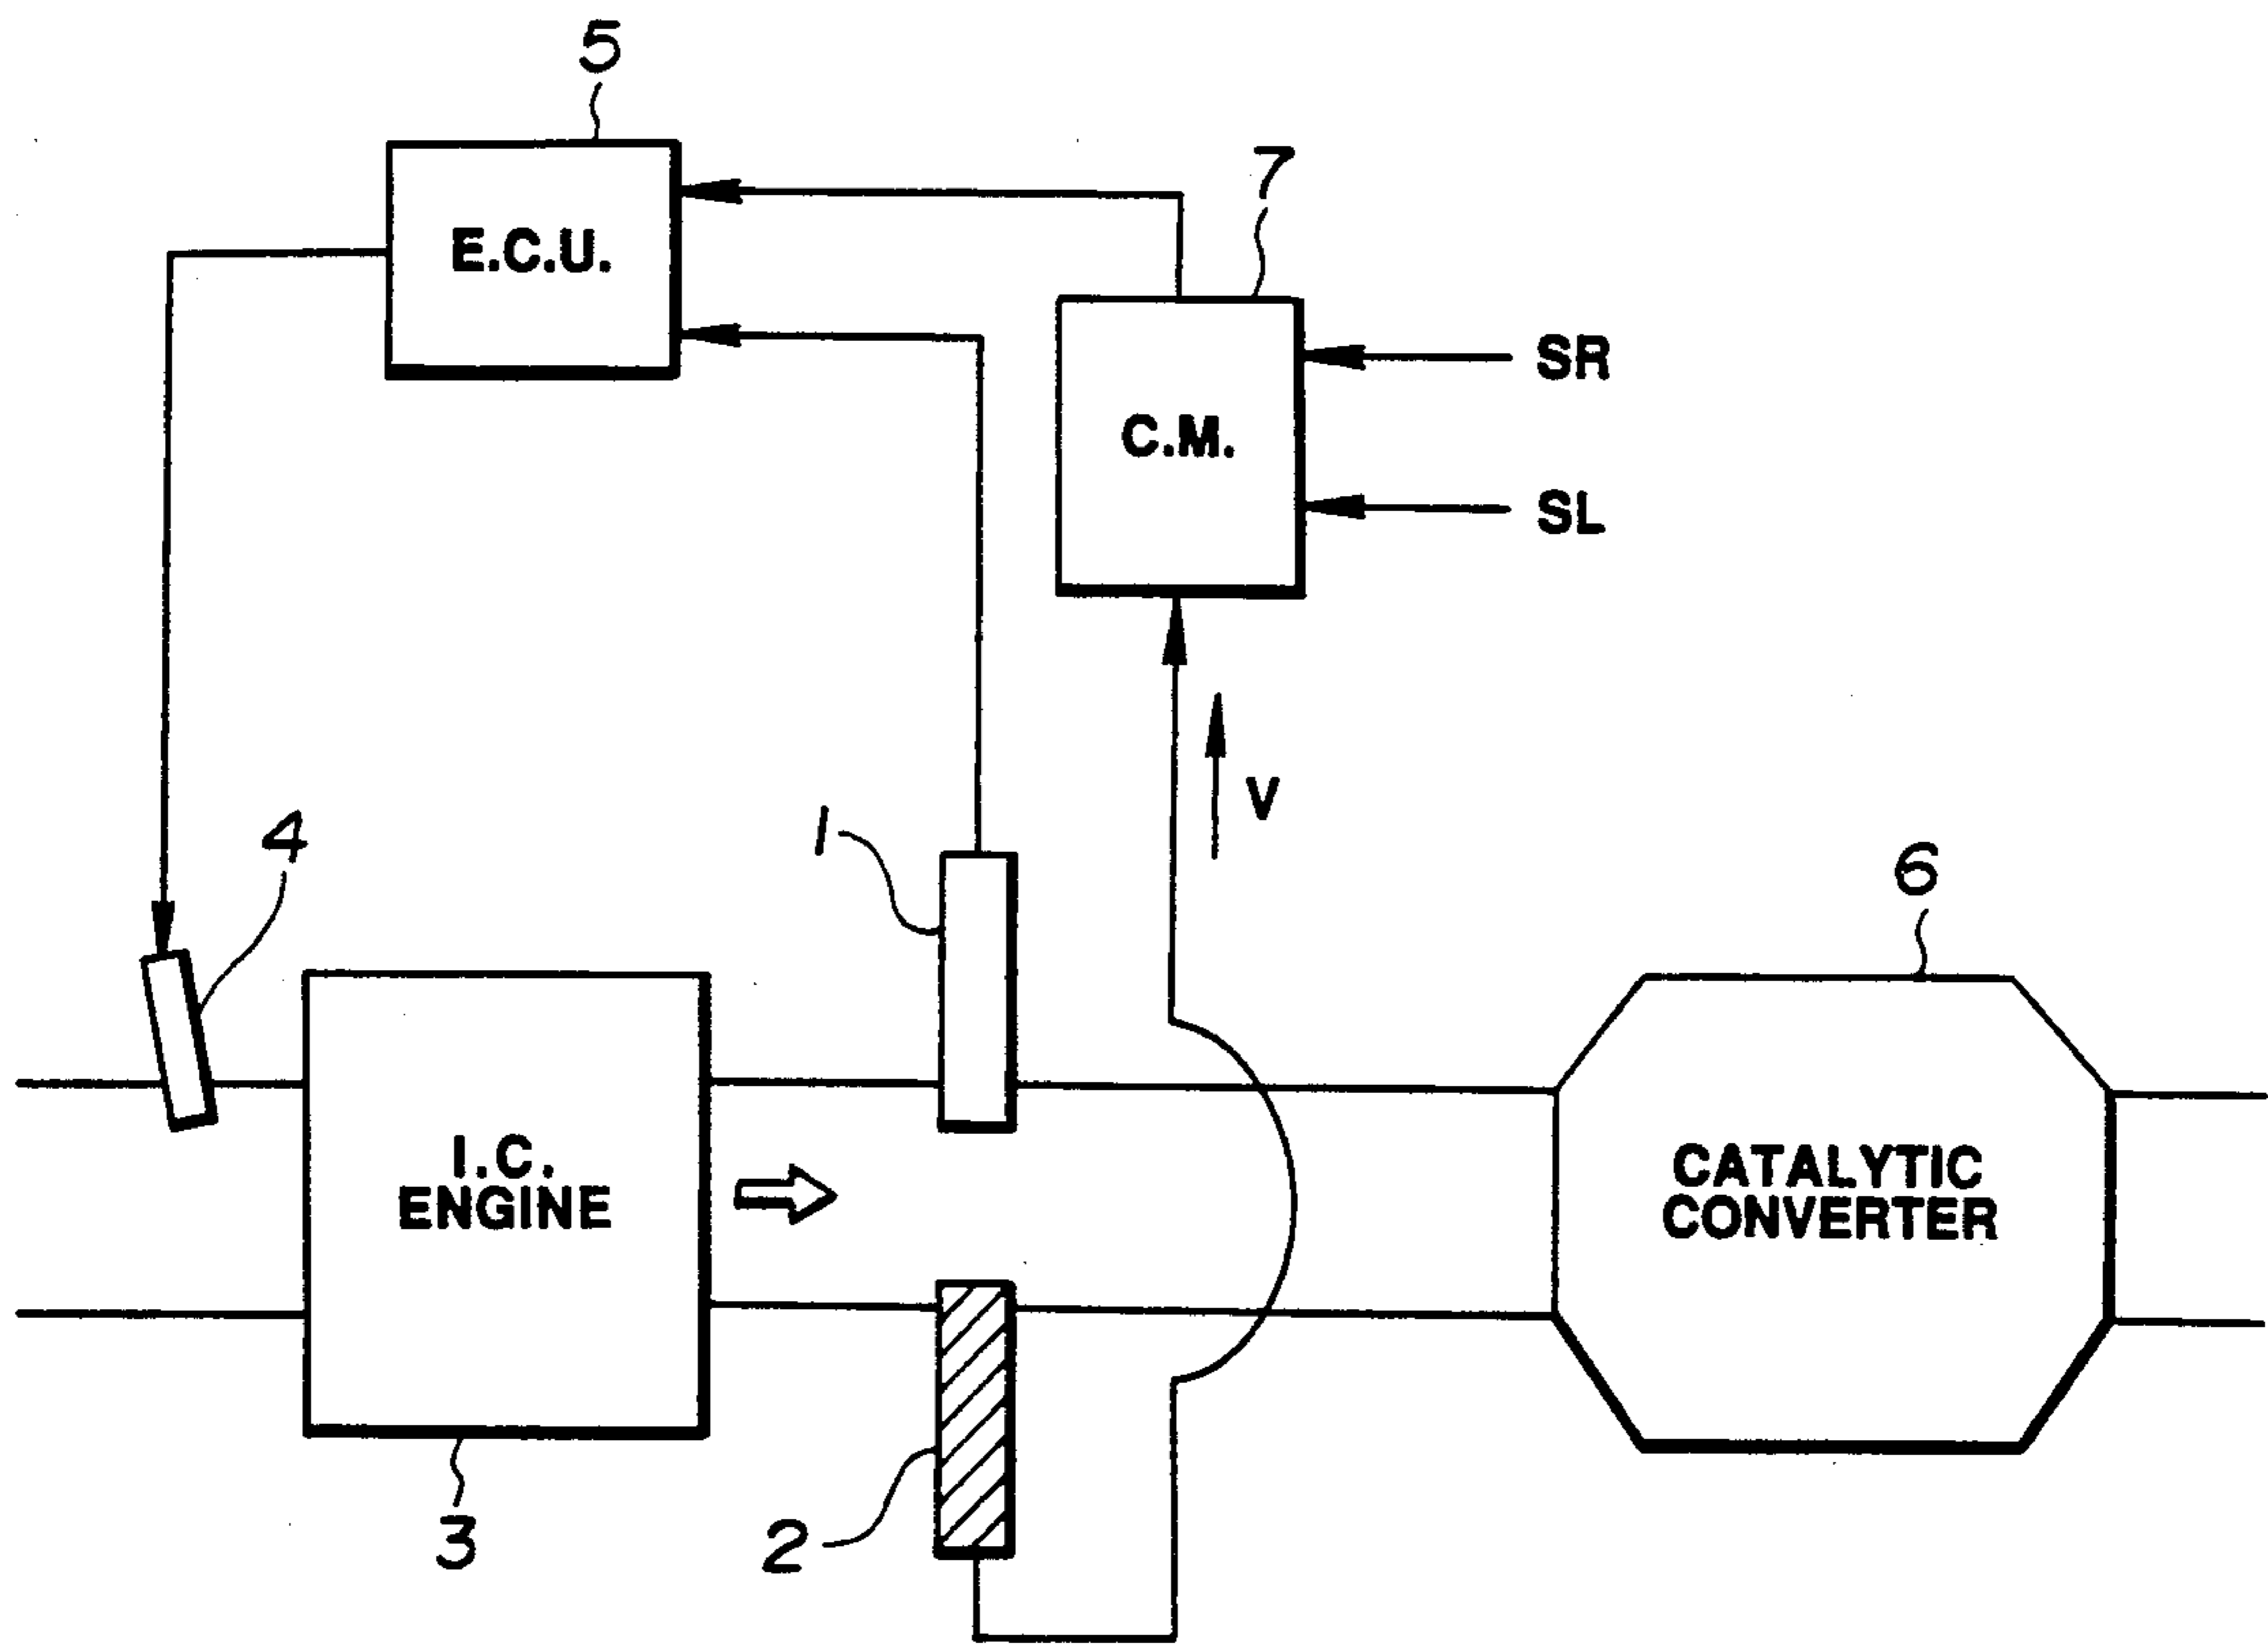 5
E.C.U.
7
SR
C.M.
SL
V
4
1
6
I.C.
ENGINE
CATALYTIC
CONVERTER
3
2